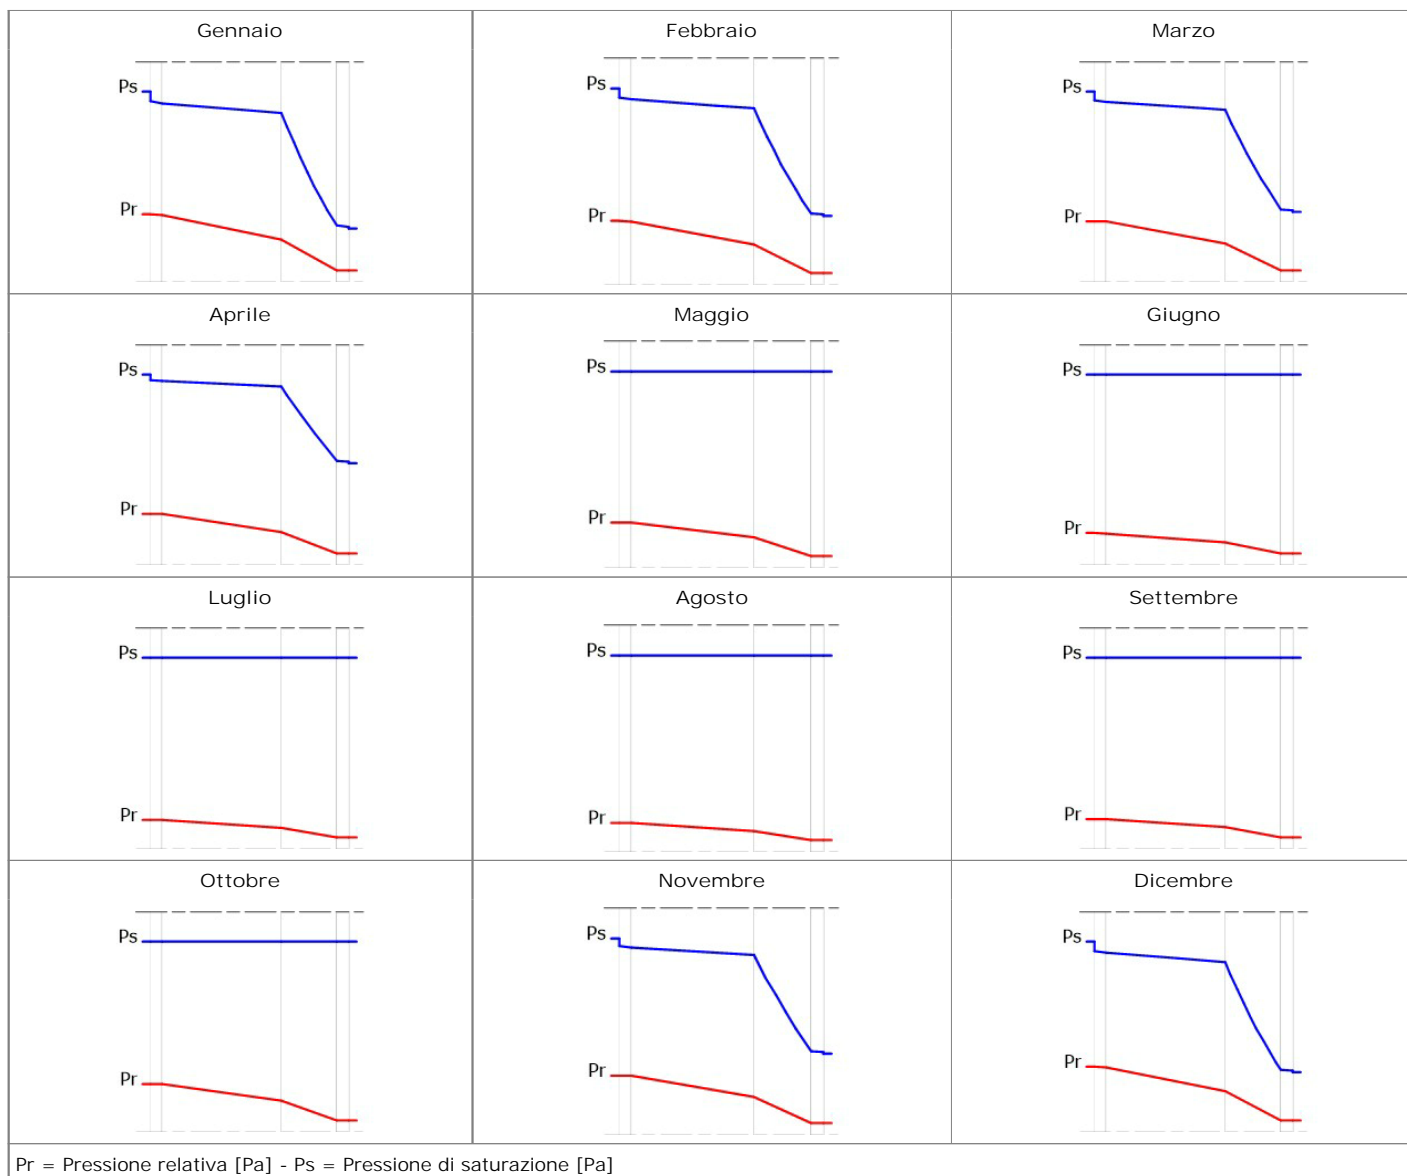 Gennaio
Febbraio
Marzo
Ps
Ps
Ps
Pr
Pr
Pr
Aprile
Maggio
Giugno
Ps
Ps
Ps
Pr
Pr
Pr
Luglio
Agosto
Settembre
Ps
Ps
Ps
Pr
Pr
Pr
Ottobre
Novembre
Dicembre
Ps
Ps
Ps
Pr
Pr
Pr
Pr = Pressione relativa [Pa] - Ps = Pressione di saturazione [Pa]